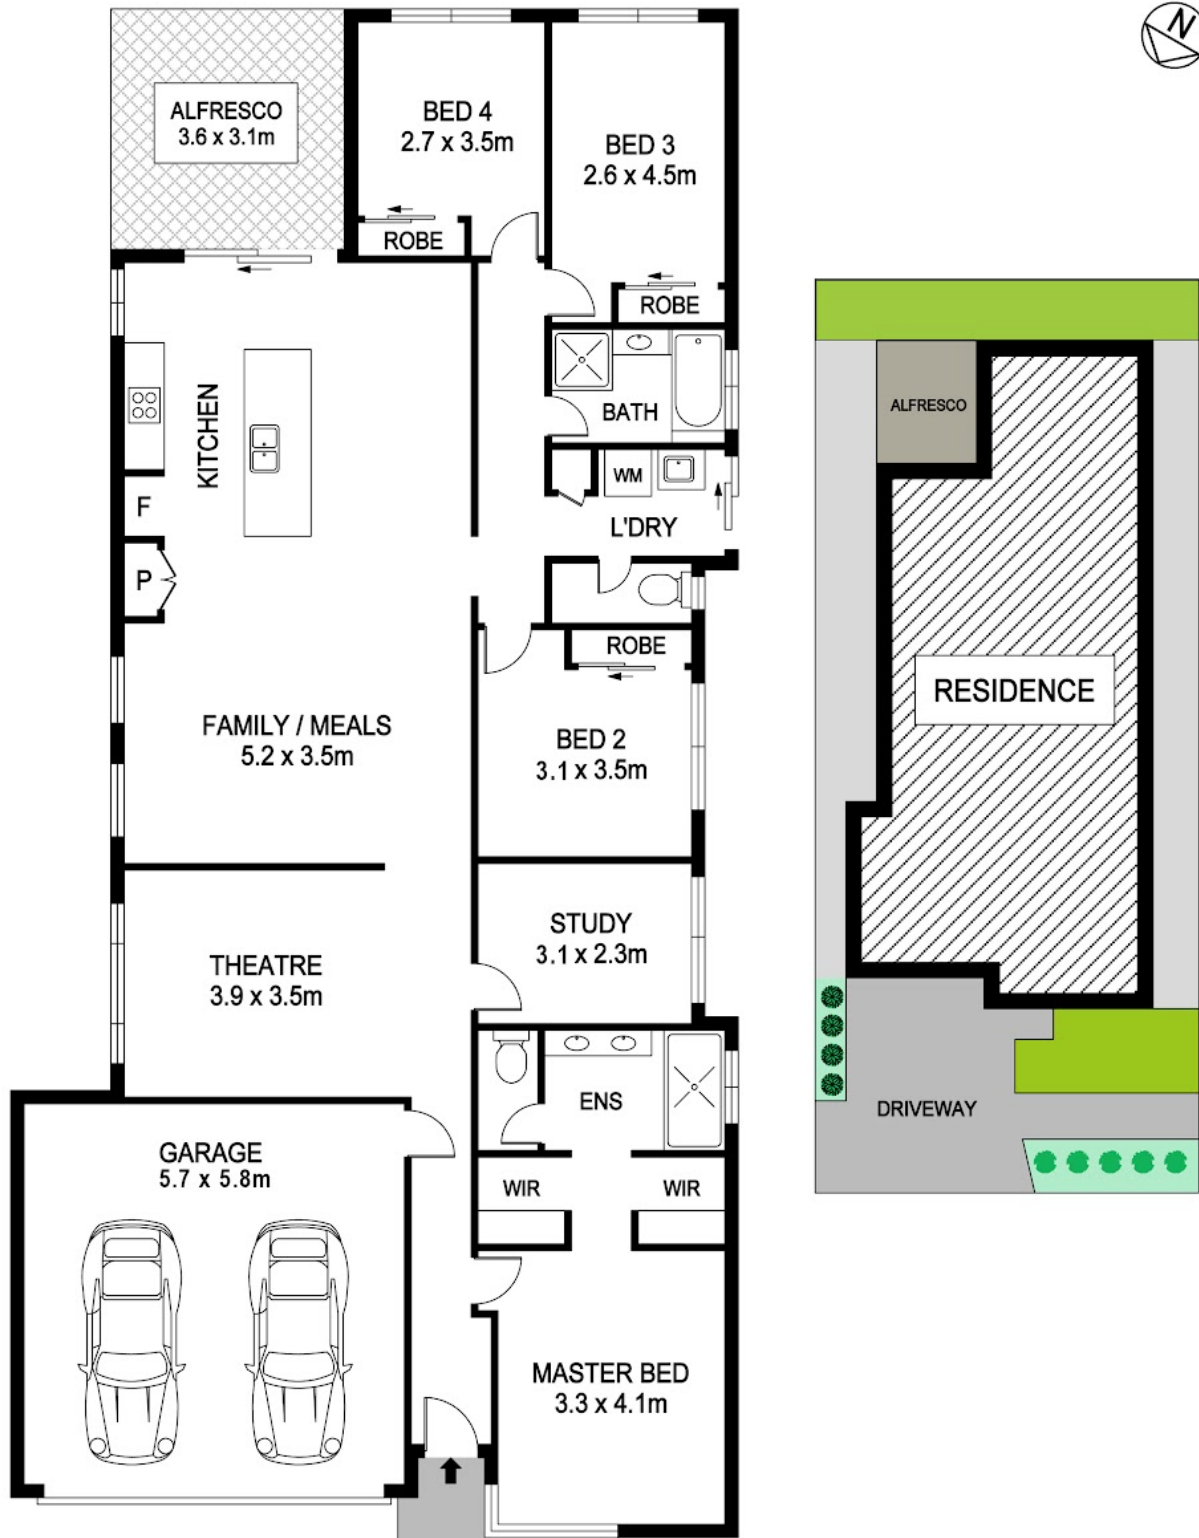 N
ALFRESCO
3.6 x 3.1m
BED 4
2.7 x 3.5m
BED 3
2.6 x 4.5m
ROBE
ROBE
KITCHEN
BATH
F
WM
L'DRY
P
ROBE
FAMILY / MEALS
5.2 x 3.5m
BED 2
3.1 x 3.5m
STUDY
3.1 x 2.3m
THEATRE
3.9 x 3.5m
ENS
GARAGE
5.7 x 5.8m
WIR
WIR
MASTER BED
3.3 x 4.1m
ALFRESCO
RESIDENCE
DRIVEWAY